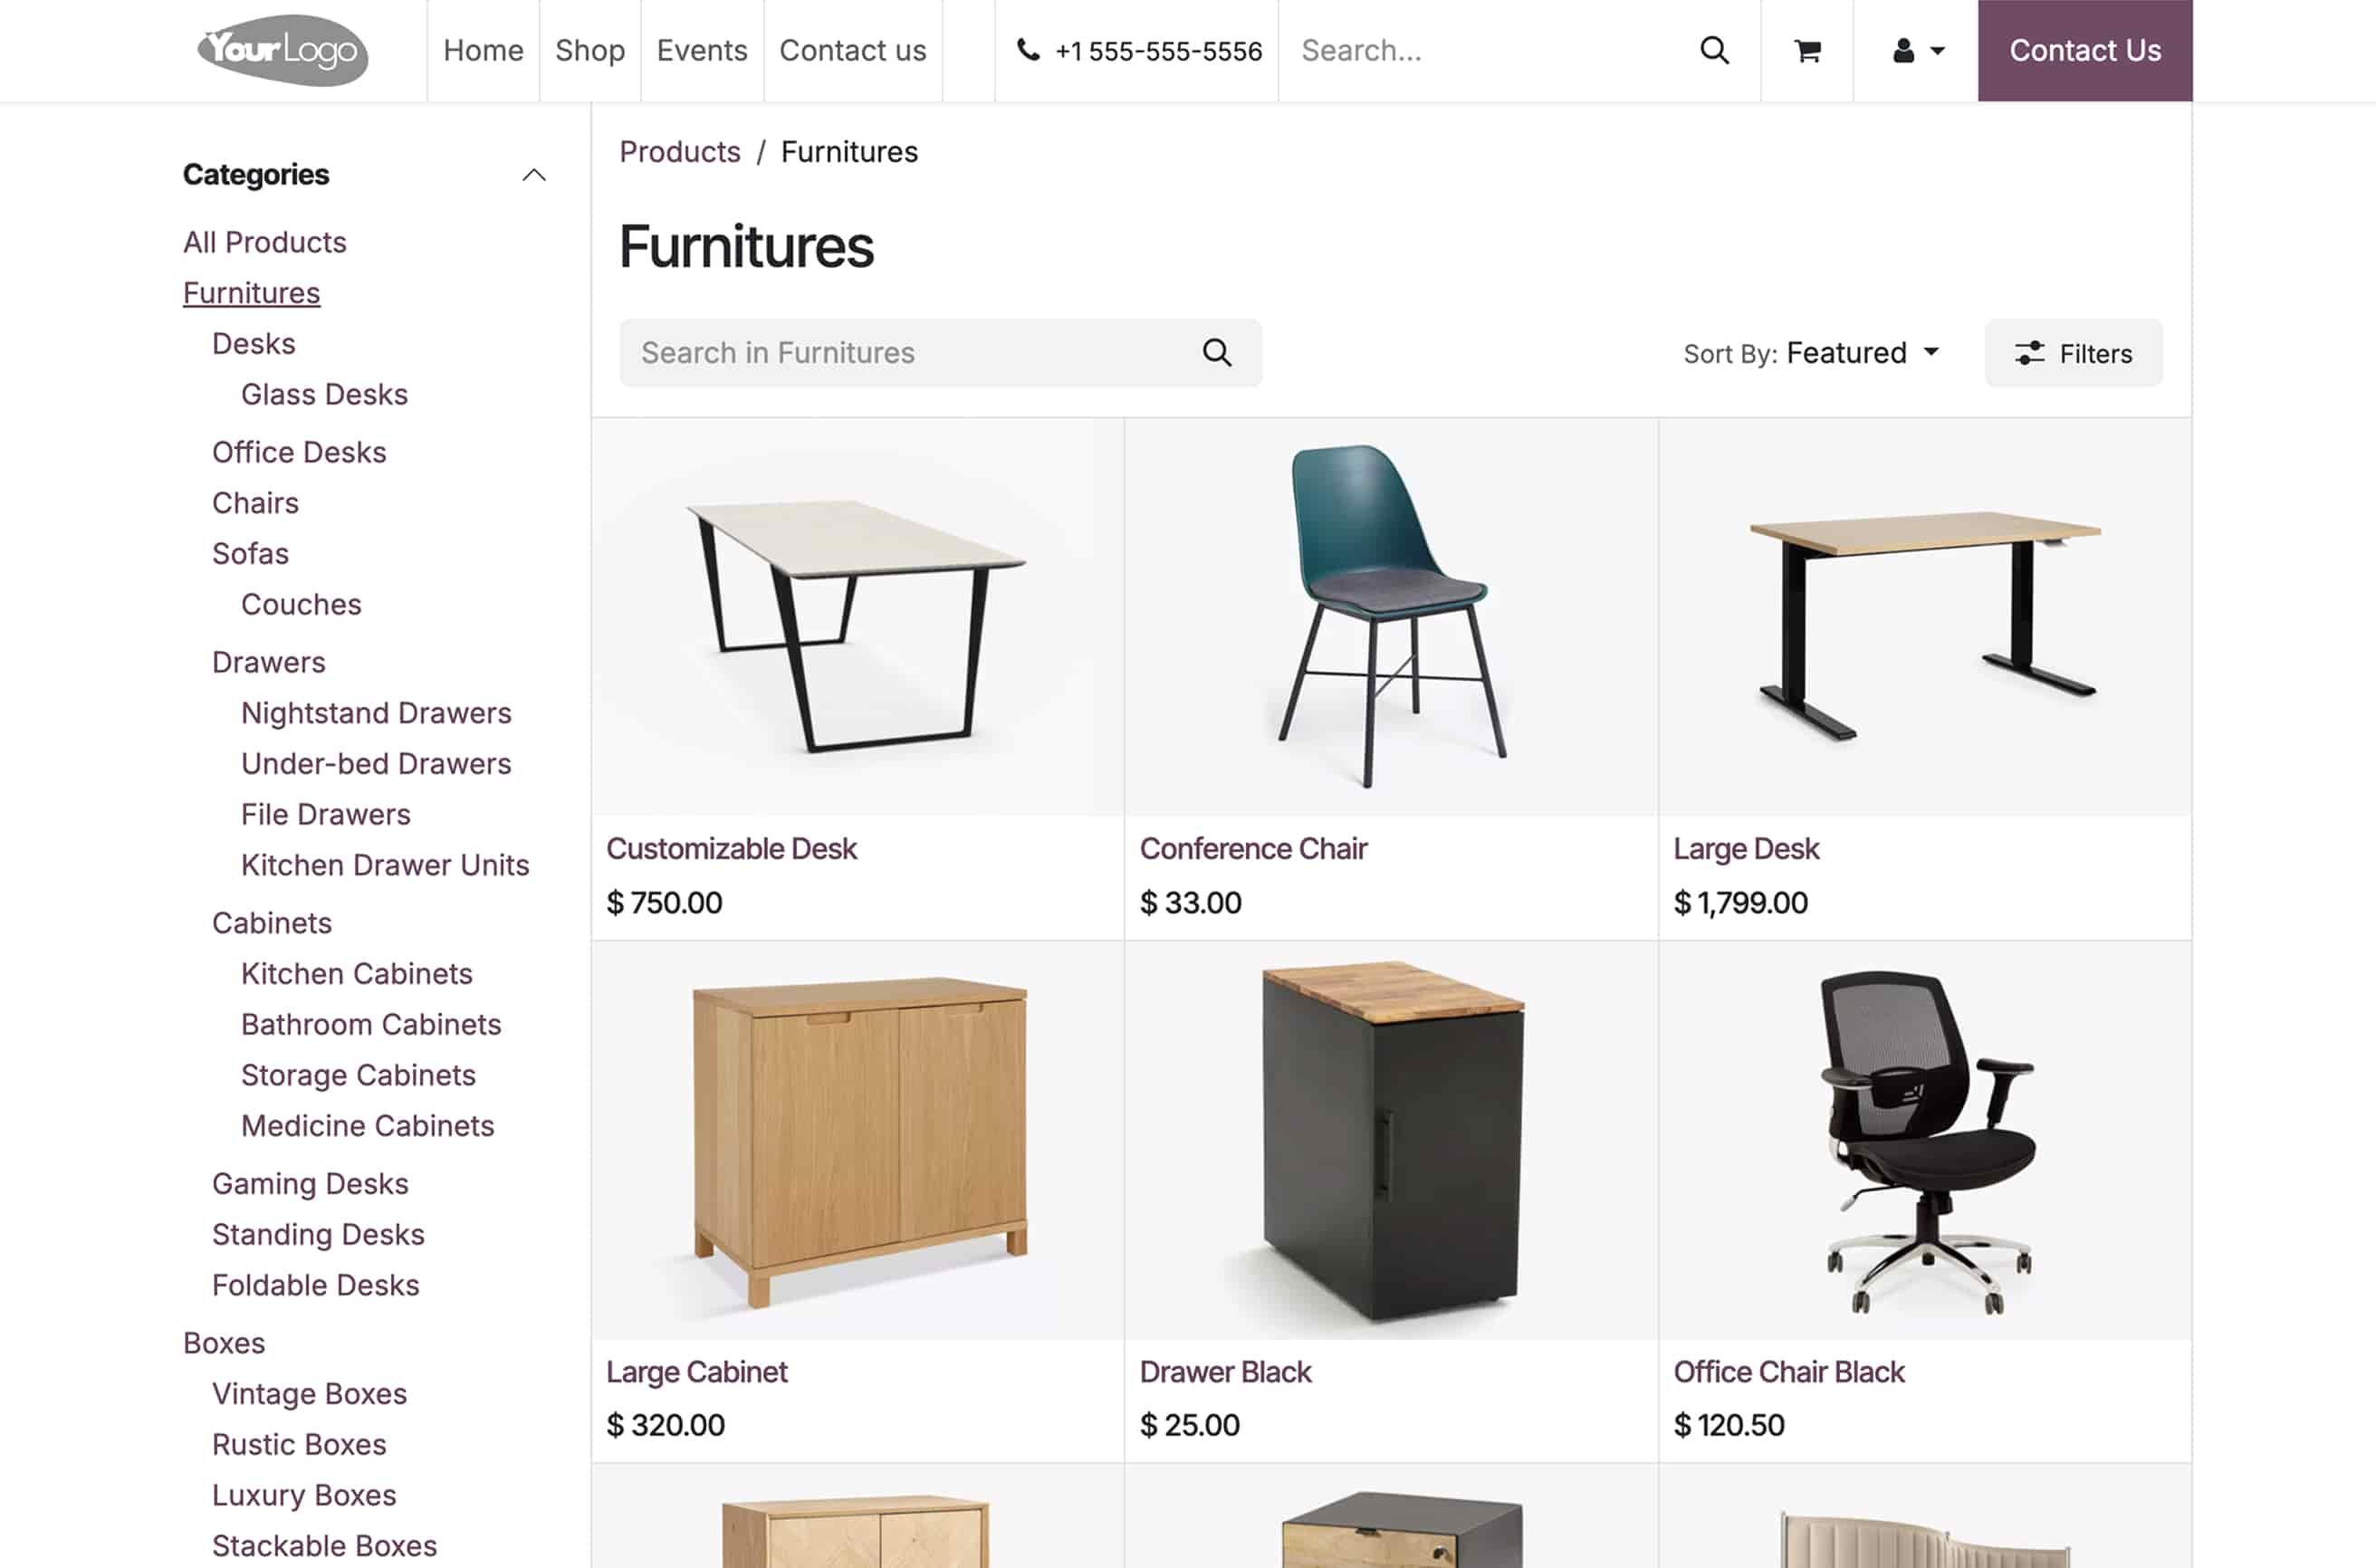 YourLogo
Home
Shop
Events
Contact us
+1 555-555-5556
Search...
Contact Us
Categories
All Products
Furnitures
Desks
Glass Desks
Office Desks
Chairs
Sofas
Couches
Drawers
Nightstand Drawers
Under-bed Drawers
File Drawers
Kitchen Drawer Units
Cabinets
Kitchen Cabinets
Bathroom Cabinets
Storage Cabinets
Medicine Cabinets
Gaming Desks
Standing Desks
Foldable Desks
Boxes
Vintage Boxes
Rustic Boxes
Luxury Boxes
Stackable Boxes
Products / Furnitures
Furnitures
Search in Furnitures
Sort By: Featured
Filters
Customizable Desk
$ 750.00
Conference Chair
$ 33.00
Large Desk
$ 1,799.00
Large Cabinet
$ 320.00
Drawer Black
$ 25.00
Office Chair Black
$ 120.50